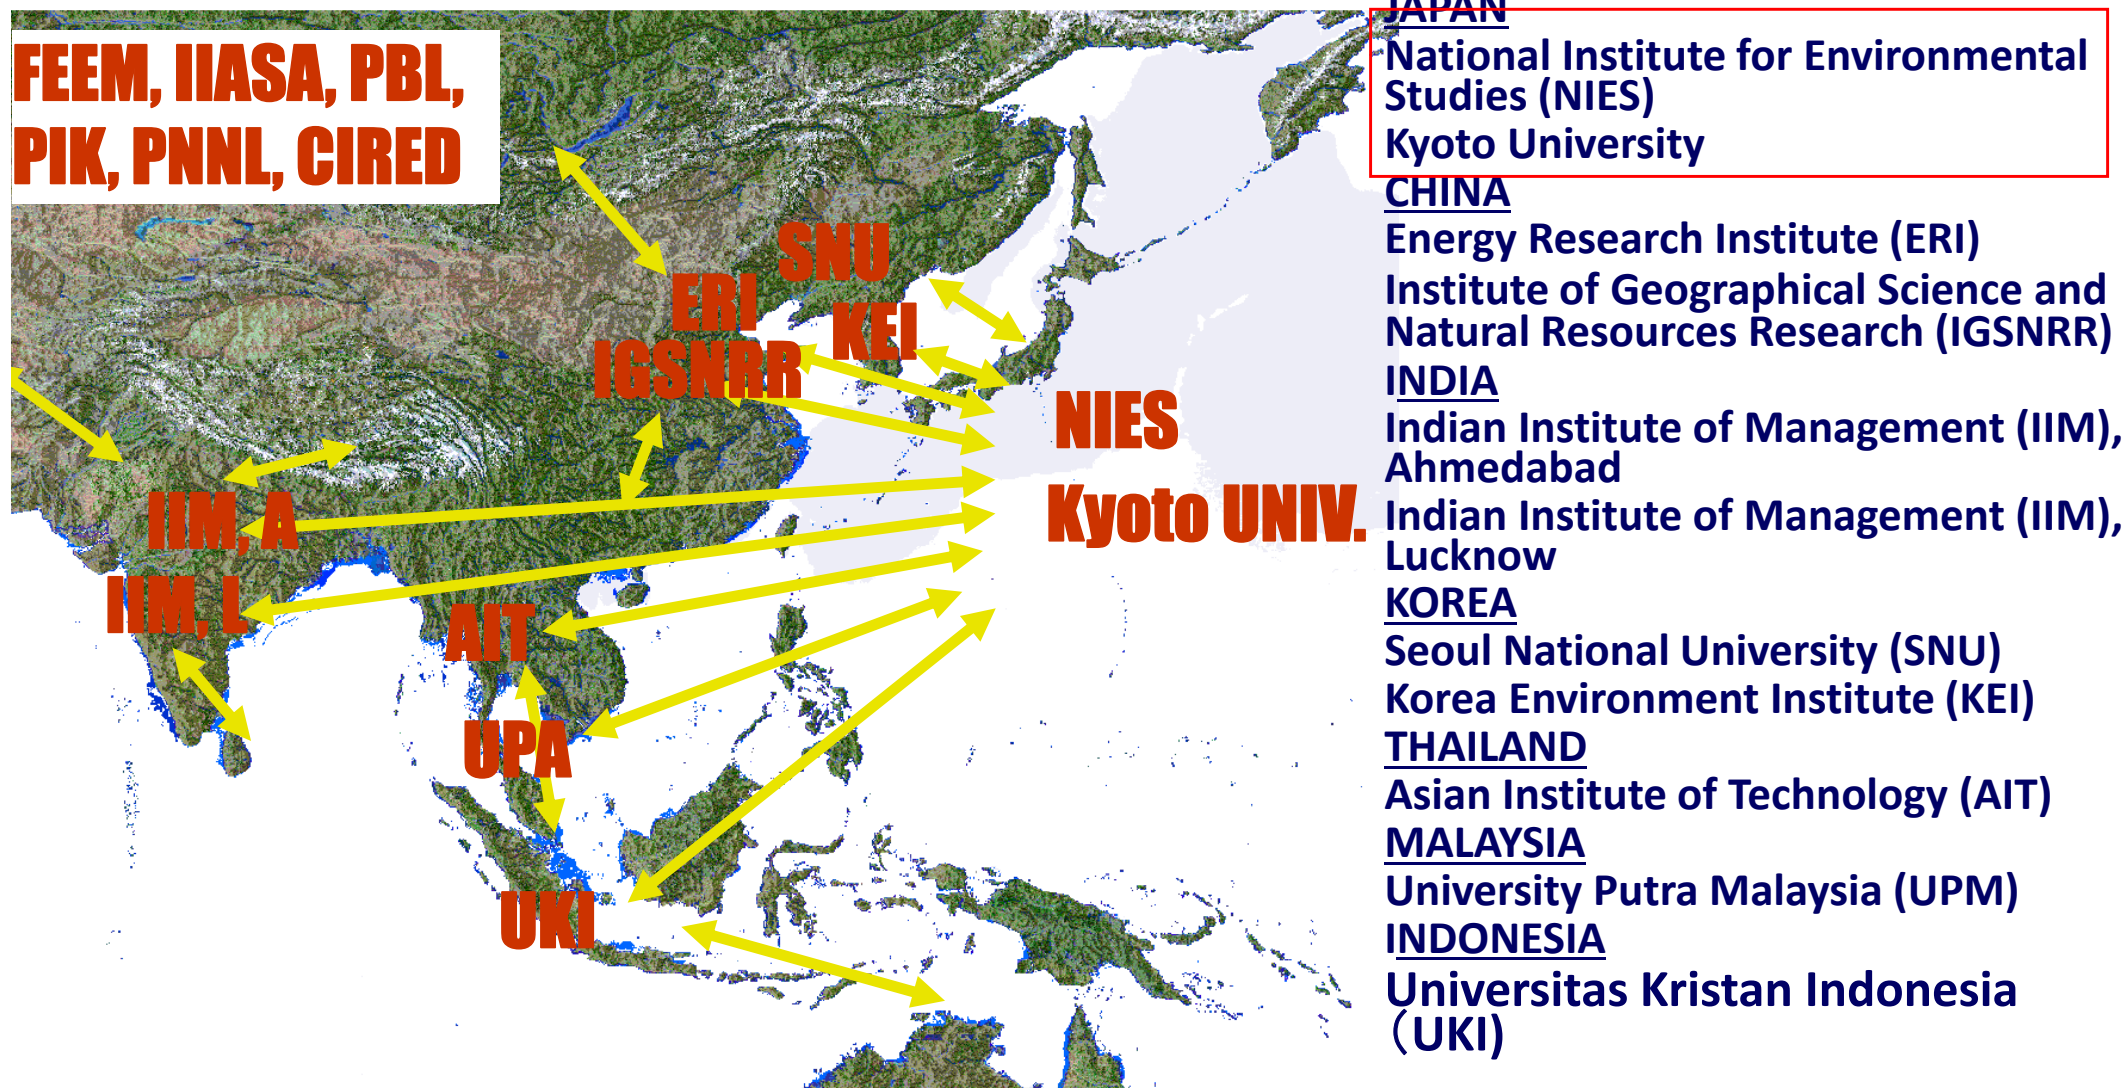 FEEM, IIASA, PBL,
PIK, PNNL, CIRED
SNU
ERI
KEI
IGSNRR
NIES
Kyoto UNIV.
IIM, A
IIM, L
AIT
UPA
UKI
JAPAN
National Institute for Environmental
Studies (NIES)
Kyoto University
CHINA
Energy Research Institute (ERI)
Institute of Geographical Science and
Natural Resources Research (IGSNRR)
INDIA
Indian Institute of Management (IIM),
Ahmedabad
Indian Institute of Management (IIM),
Lucknow
KOREA
Seoul National University (SNU)
Korea Environment Institute (KEI)
THAILAND
Asian Institute of Technology (AIT)
MALAYSIA
University Putra Malaysia (UPM)
INDONESIA
Universitas Kristan Indonesia
（UKI)